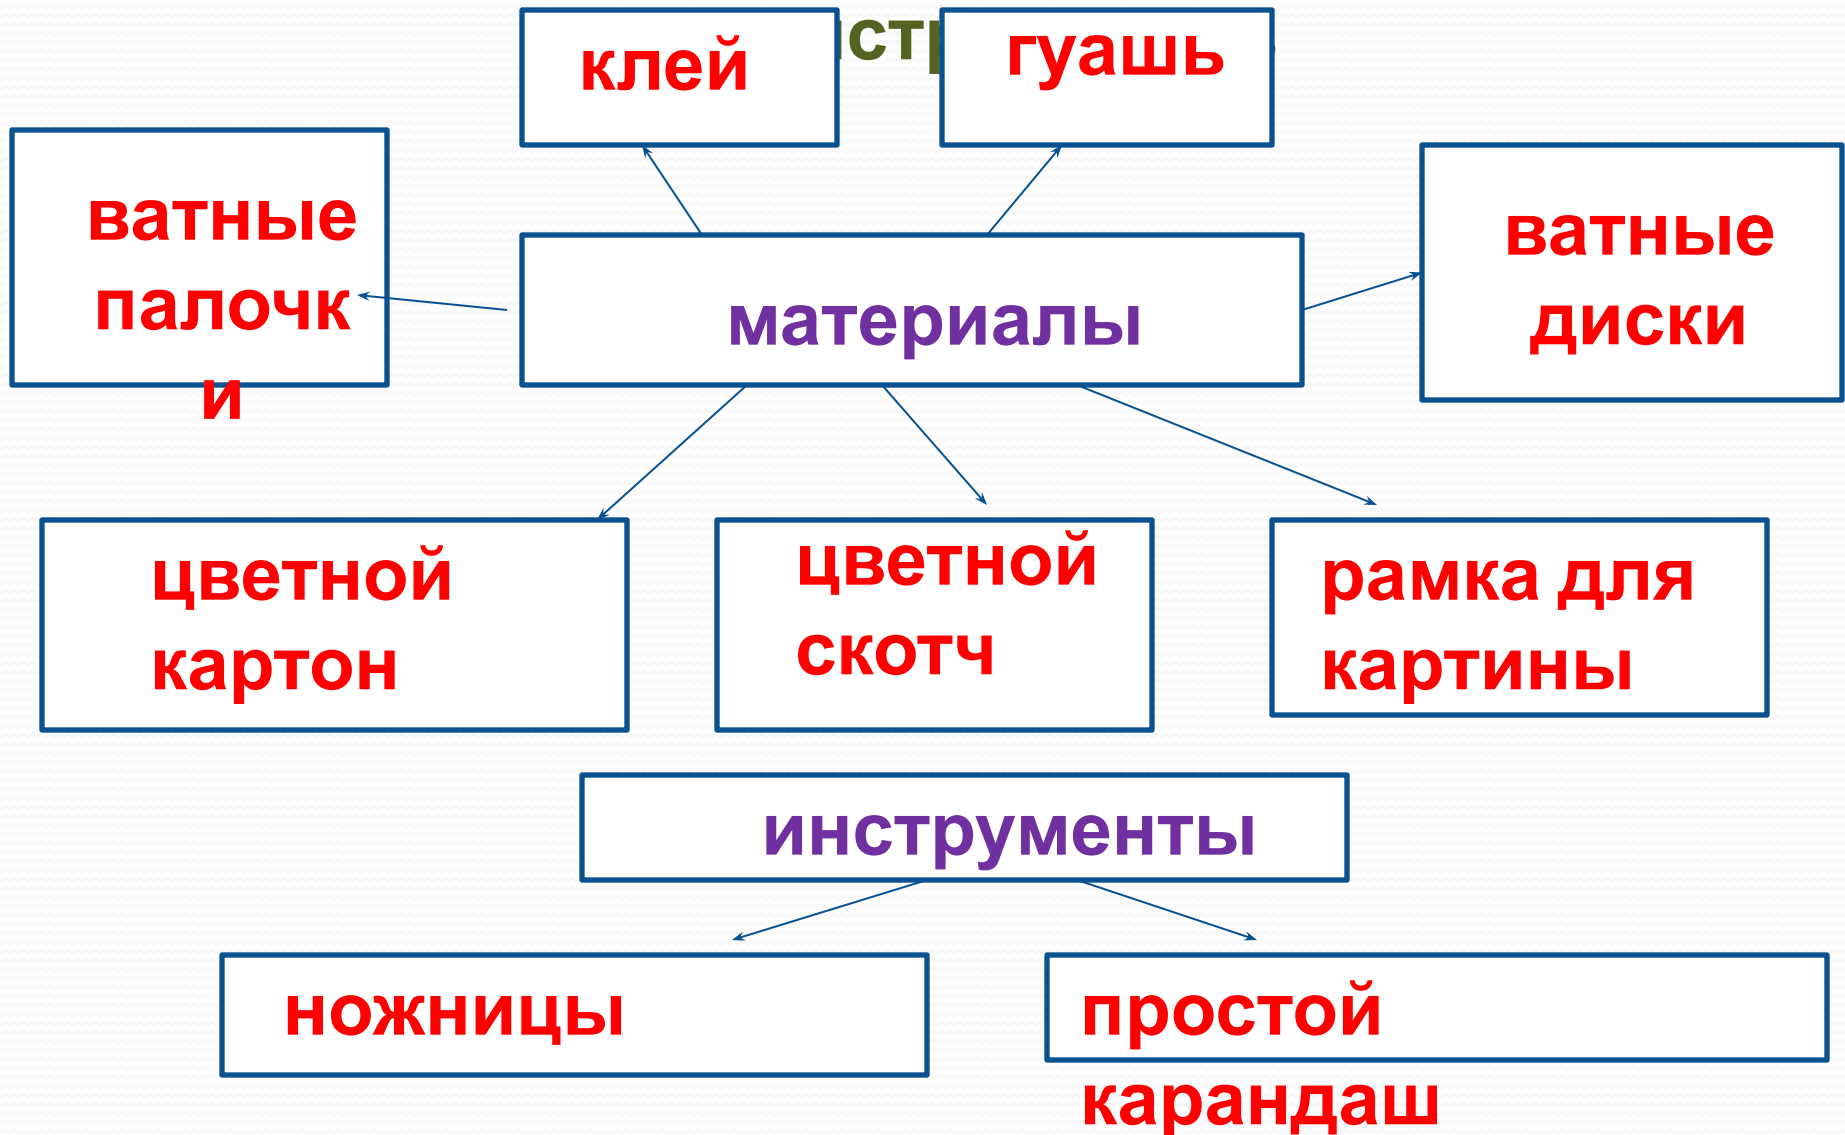 клей
гуашь
ватные
палочк
и
материалы
ватные
диски
цветной
картон
цветной
скотч
рамка для
картины
инструменты
ножницы
простой
карандаш